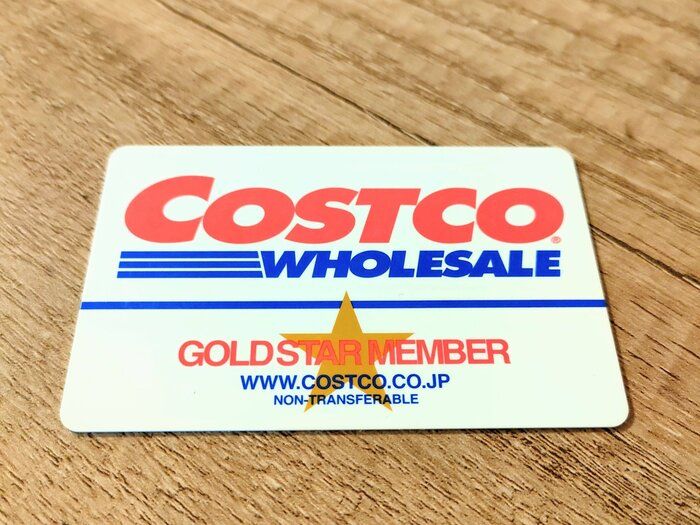 COSTCO®
WHOLESALE
GOLD STAR MEMBER
WWW.COSTCO.CO.JP
NON-TRANSFERABLE